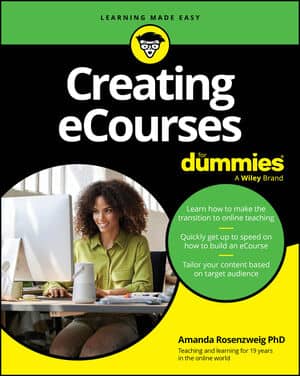 LEARNING MADE EASY
Creating
eCourses
for
dummies
A Wiley Brand
Learn how to make the
transition to online teaching
Quickly get up to speed on
how to build an eCourse
Tailor your content based
on target audience
Amanda Rosenzweig PhD
Teaching and learning for 19 years
in the online world